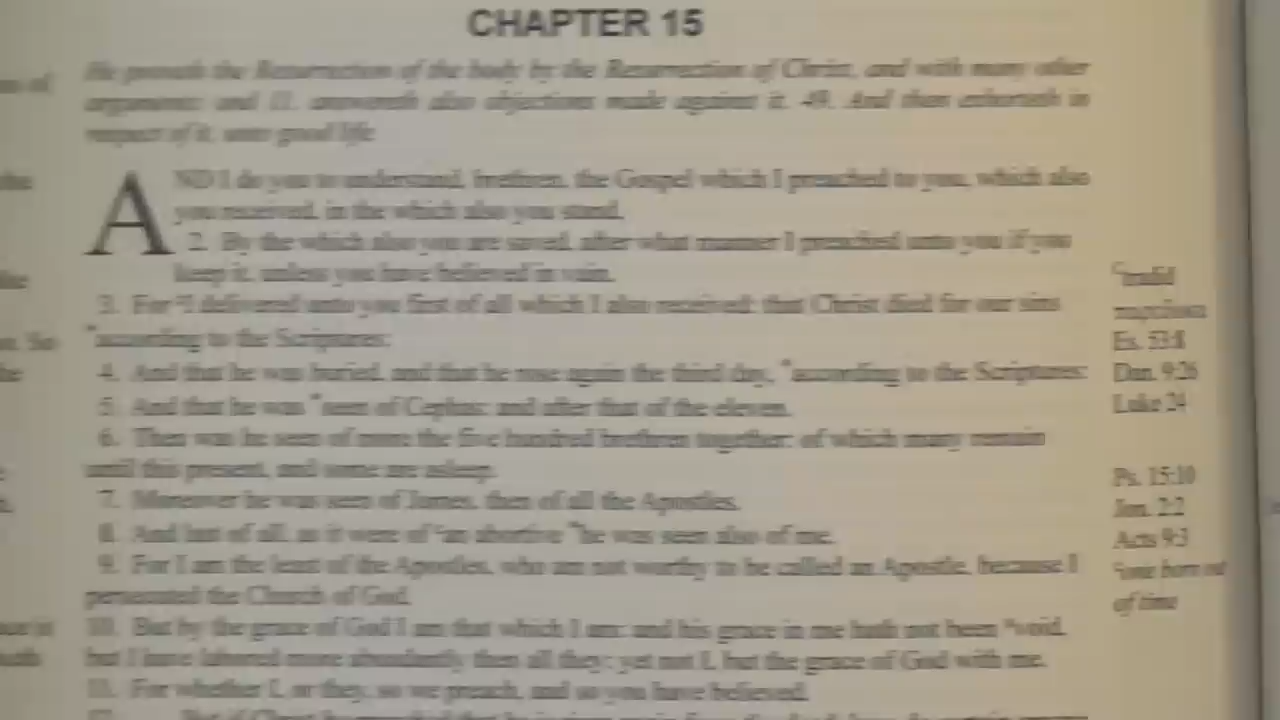 CHAPTER 15
He proveth the Resurrection of the body by the Resurrection of Christ, and with many other
arguments: and 11. answereth also objections made against it. 49. And then exhorteth in
respect of it, unto good life
AND I do you to understand, brethren, the Gospel which I preached to you, which also
you received, in the which also you stand,
2. By the which also you are saved, after what manner I preached unto you if you
keep it, unless you have believed in vain.
3. For I delivered unto you first of all which I also received: that Christ died for our sins
according to the Scriptures:
4. And that he was buried, and that he rose again the third day, according to the Scriptures:
5. And that he was seen of Cephas: and after that of the eleven.
6. Then was he seen of more the five hundred brethren together: of which many remain
until this present, and some are asleep.
7. Moreover he was seen of James, then of all the Apostles.
8. And last of all, as it were of an abortive he was seen also of me.
9. For I am the least of the Apostles, who am not worthy to be called an Apostle, because I
persecuted the Church of God.
10. But by the grace of God I am that which I am: and his grace in me hath not been void,
but I have labored more abundantly then all they: yet not I, but the grace of God with me.
11. For whether I, or they, so we preach, and so you have believed.
Es. 53:8
Dan. 9:26
Luke 24
Ps. 15:10
Jon. 2:2
Acts 9:3
one born out
of time